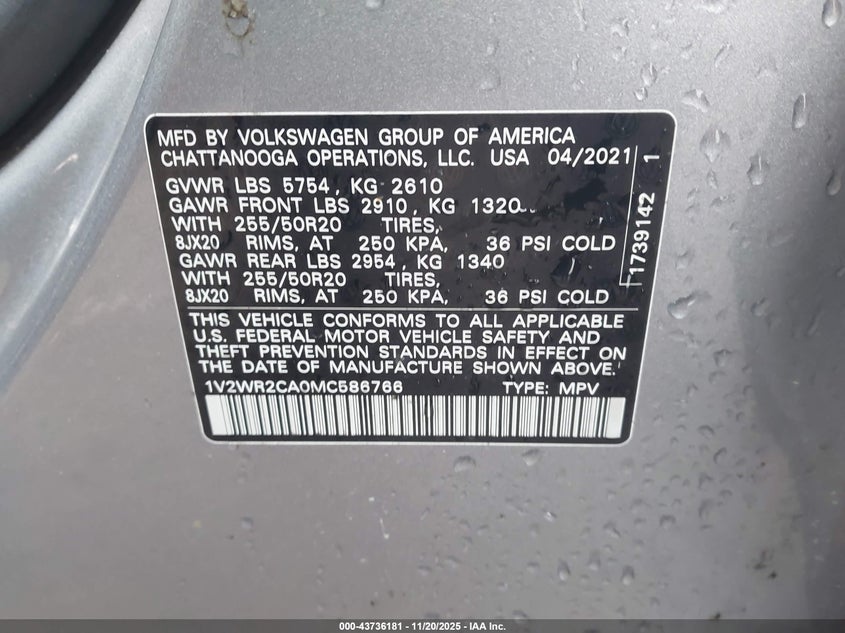 MFD BY VOLKSWAGEN GROUP OF AMERICA
CHATTANOOGA OPERATIONS, LLC. USA 04/2021
GVWR LBS 5754, KG 2610
GAWR FRONT LBS 2910, KG 1320
WITH 255/50R20 TIRES,
8JX20 RIMS, AT 250 KPA, 36 PSI COLD
GAWR REAR LBS 2954, KG 1340
WITH 255/50R20 TIRES,
8JX20 RIMS, AT 250 KPA, 36 PSI COLD
THIS VEHICLE CONFORMS TO ALL APPLICABLE
U.S. FEDERAL MOTOR VEHICLE SAFETY AND
THEFT PREVENTION STANDARDS IN EFFECT ON
THE DATE OF MANUFACTURE SHOWN ABOVE.
1V2WR2CA0MC586766 TYPE: MPV
1739142 1
000-43736181 - 11/20/2025 - IAA Inc.